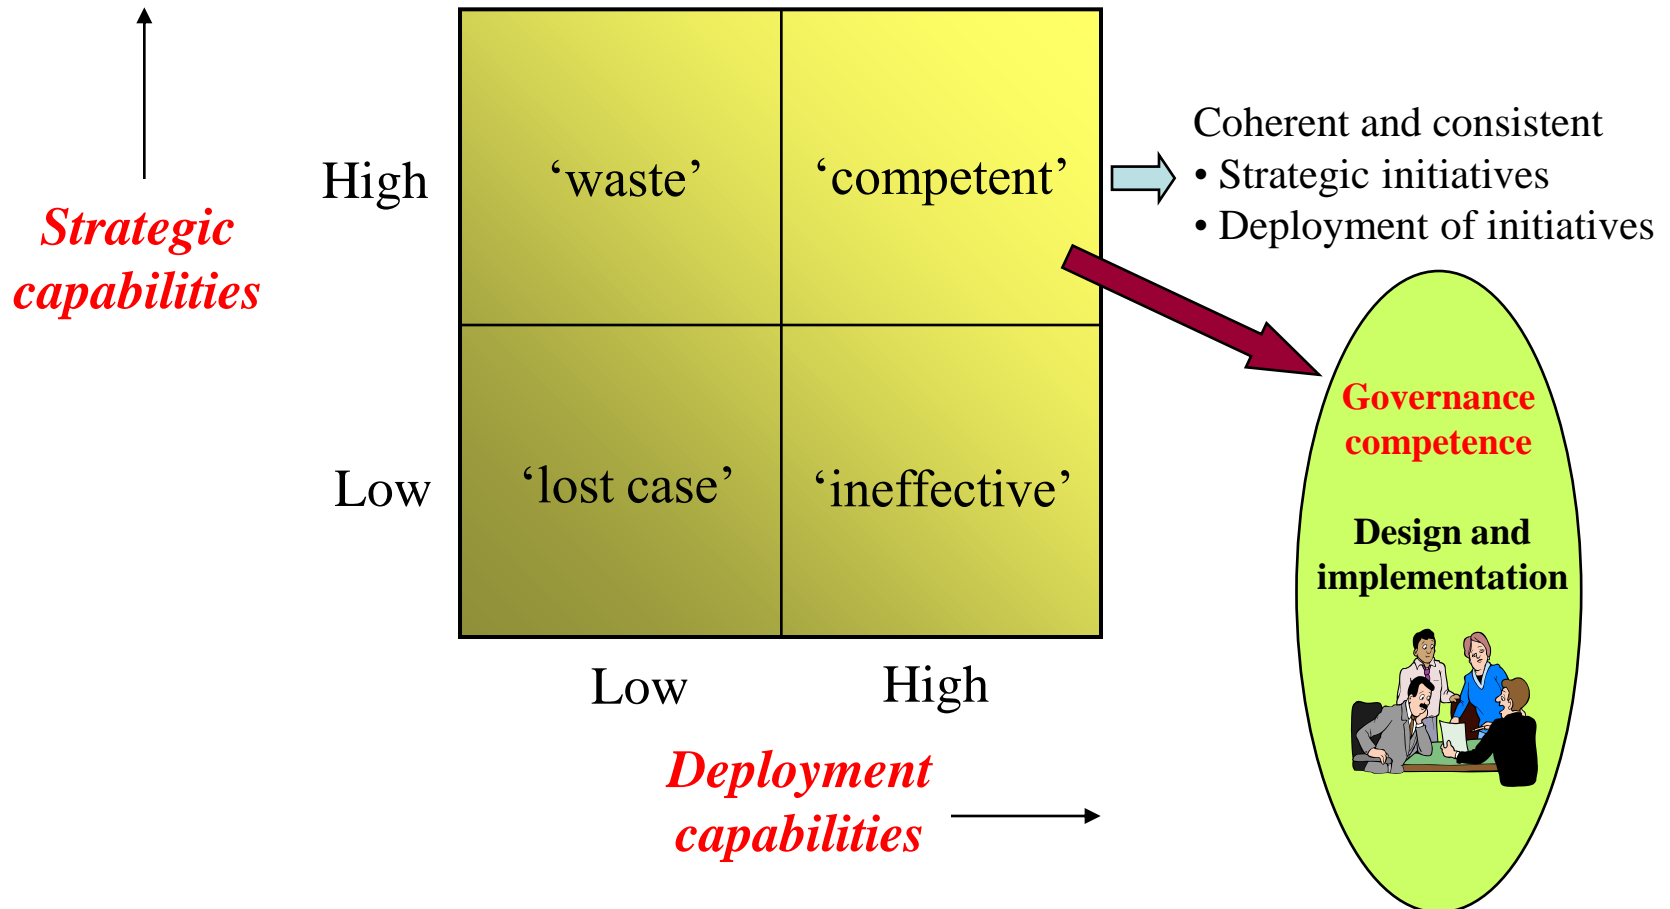 Strategic
capabilities
High
‘waste’
‘competent’
Coherent and consistent
• Strategic initiatives
• Deployment of initiatives
Low
‘lost case’
‘ineffective’
Low
High
Deployment
capabilities
Governance
competence
Design and
implementation